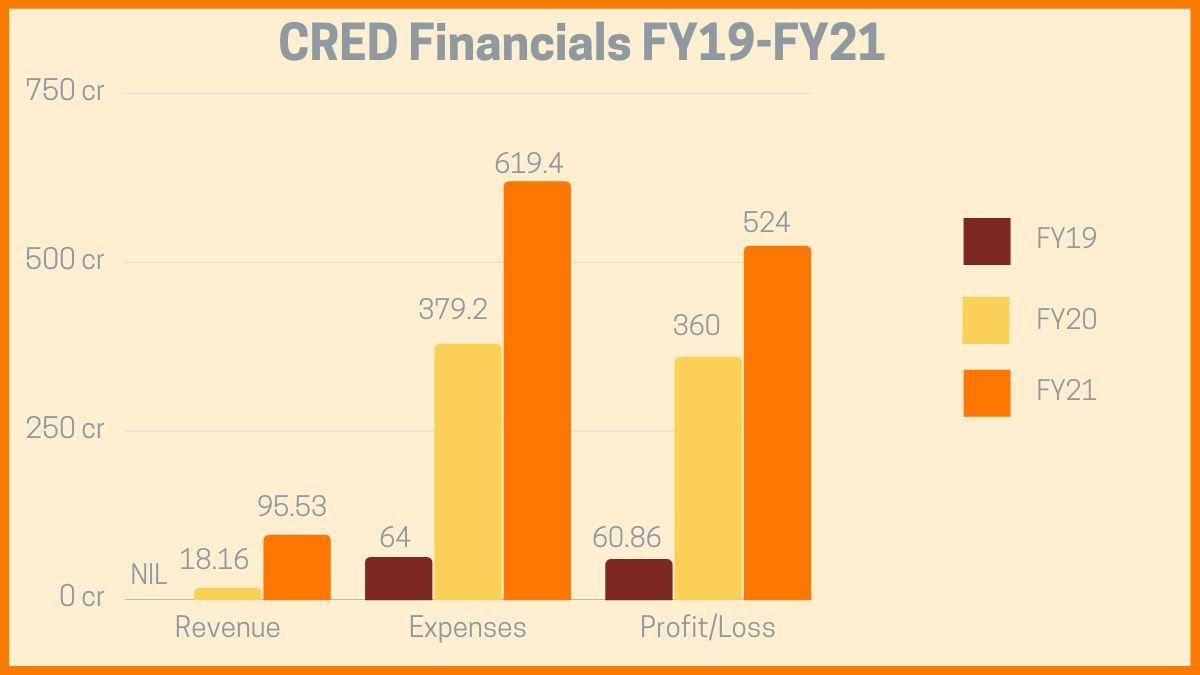 CRED Financials FY19-FY21
750 cr
500 cr
250 cr
0 cr
NIL
18.16
95.53
64
379.2
619.4
60.86
360
524
Revenue
Expenses
Profit/Loss
FY19
FY20
FY21